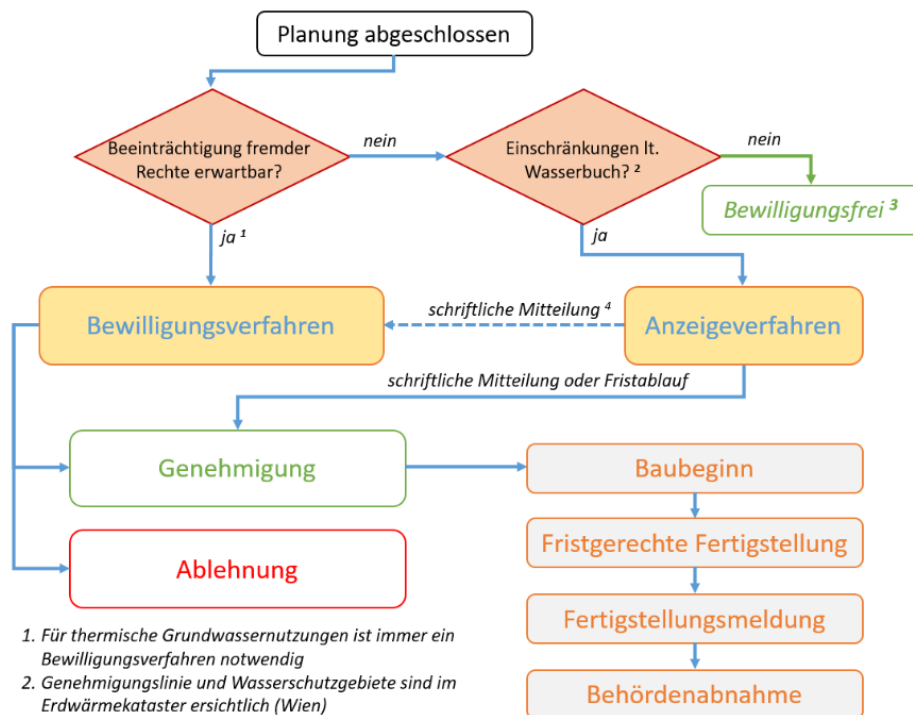 Planung abgeschlossen
Beeinträchtigung fremder
Rechte erwartbar?
nein
Einschränkungen lt.
Wasserbuch? ²
nein
Bewilligungsfrei ³
ja ¹
ja
Bewilligungsverfahren
schriftliche Mitteilung ⁴
Anzeigeverfahren
schriftliche Mitteilung oder Fristablauf
Genehmigung
Baubeginn
Fristgerechte Fertigstellung
Ablehnung
Fertigstellungsmeldung
Behördenabnahme
1. Für thermische Grundwassernutzungen ist immer ein
Bewilligungsverfahren notwendig
2. Genehmigungslinie und Wasserschutzgebiete sind im
Erdwärmekataster ersichtlich (Wien)